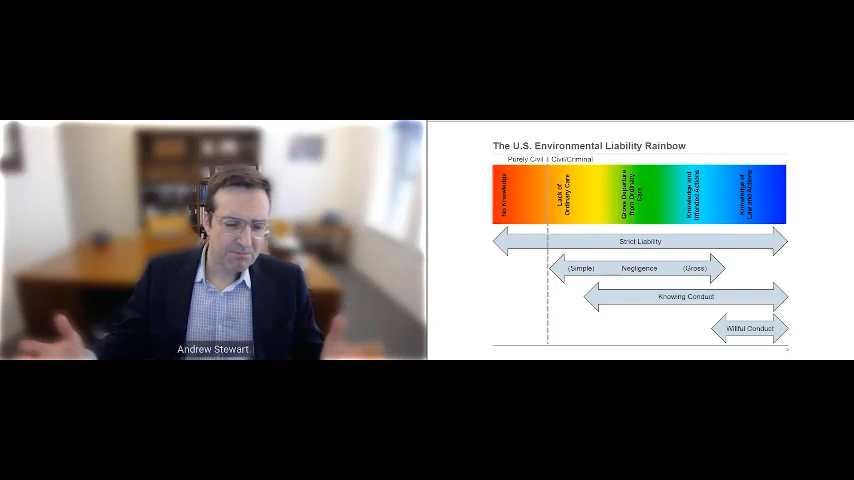 Andrew Stewart
The U.S. Environmental Liability Rainbow
Purely Civil | Civil/Criminal
No Knowledge
Lack of
Ordinary Care
Gross Departure
from Ordinary
Care
Knowledge and
Intended Actions
Knowledge of
Law and Actions
Strict Liability
(Simple) Negligence (Gross)
Knowing Conduct
Willful Conduct